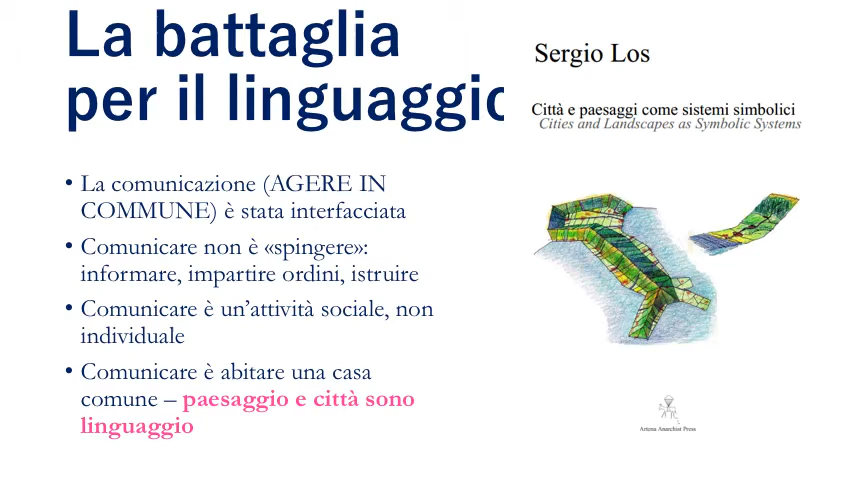 La battaglia
per il linguaggio
• La comunicazione (AGERE IN
COMMUNE) è stata interfacciata
• Comunicare non è «spingere»:
informare, impartire ordini, istruire
• Comunicare è un’attività sociale, non
individuale
• Comunicare è abitare una casa
comune – paesaggio e città sono
linguaggio
Sergio Los
Città e paesaggi come sistemi simbolici
Cities and Landscapes as Symbolic Systems
Artena Anarchist Press